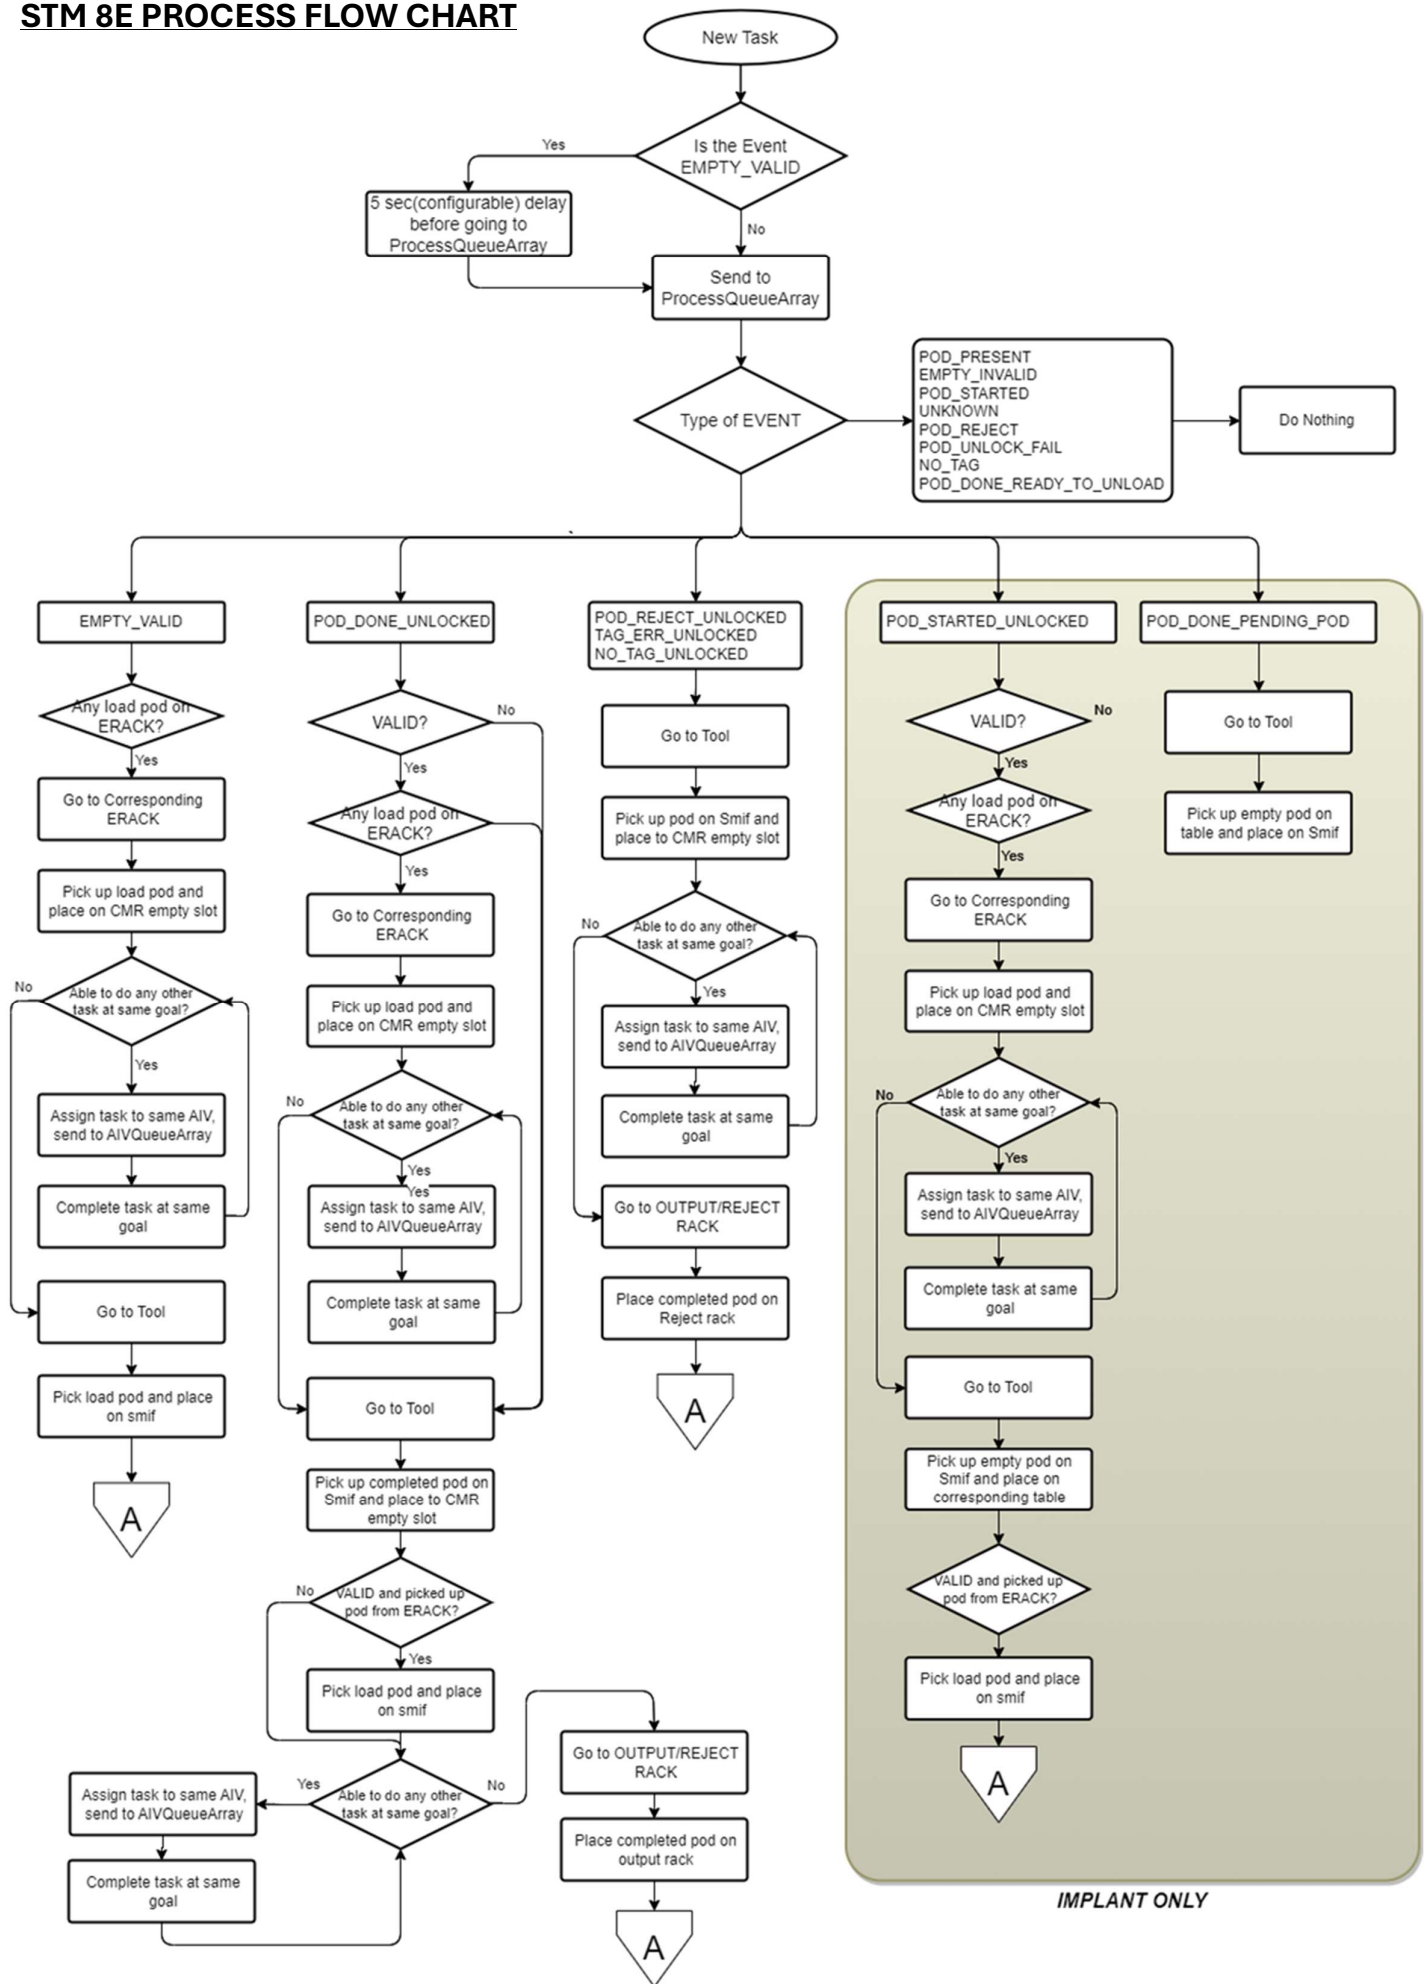 STM 8E PROCESS FLOW CHART
New Task
Is the Event
EMPTY_VALID
Yes
No
5 sec(configurable) delay
before going to
ProcessQueueArray
Send to
ProcessQueueArray
Type of EVENT
POD_PRESENT
EMPTY_INVALID
POD_STARTED
UNKNOWN
POD_REJECT
POD_UNLOCK_FAIL
NO_TAG
POD_DONE_READY_TO_UNLOAD
Do Nothing
EMPTY_VALID
Any load pod on
ERACK?
Yes
Go to Corresponding
ERACK
Pick up load pod and
place on CMR empty slot
No
Able to do any other
task at same goal?
Yes
Assign task to same AIV,
send to AIVQueueArray
Complete task at same
goal
Go to Tool
Pick load pod and place
on smif
A
POD_DONE_UNLOCKED
VALID?
No
Yes
Any load pod on
ERACK?
Yes
Go to Corresponding
ERACK
Pick up load pod and
place on CMR empty slot
No
Able to do any other
task at same goal?
Yes
Yes
Assign task to same AIV,
send to AIVQueueArray
Complete task at same
goal
Go to Tool
Pick up completed pod on
Smif and place to CMR
empty slot
No
VALID and picked up
pod from ERACK?
Yes
Pick load pod and place
on smif
Able to do any other
task at same goal?
Yes
No
Assign task to same AIV,
send to AIVQueueArray
Complete task at same
goal
Go to OUTPUT/REJECT
RACK
Place completed pod on
output rack
A
POD_REJECT_UNLOCKED
TAG_ERR_UNLOCKED
NO_TAG_UNLOCKED
Go to Tool
Pick up pod on Smif and
place to CMR empty slot
No
Able to do any other
task at same goal?
Yes
Assign task to same AIV,
send to AIVQueueArray
Complete task at same
goal
Go to OUTPUT/REJECT
RACK
Place completed pod on
Reject rack
A
POD_STARTED_UNLOCKED
VALID?
No
Yes
Any load pod on
ERACK?
Yes
Go to Corresponding
ERACK
Pick up load pod and
place on CMR empty slot
No
Able to do any other
task at same goal?
Yes
Assign task to same AIV,
send to AIVQueueArray
Complete task at same
goal
Go to Tool
Pick up empty pod on
Smif and place on
corresponding table
VALID and picked up
pod from ERACK?
Pick load pod and place
on smif
A
POD_DONE_PENDING_POD
Go to Tool
Pick up empty pod on
table and place on Smif
IMPLANT ONLY